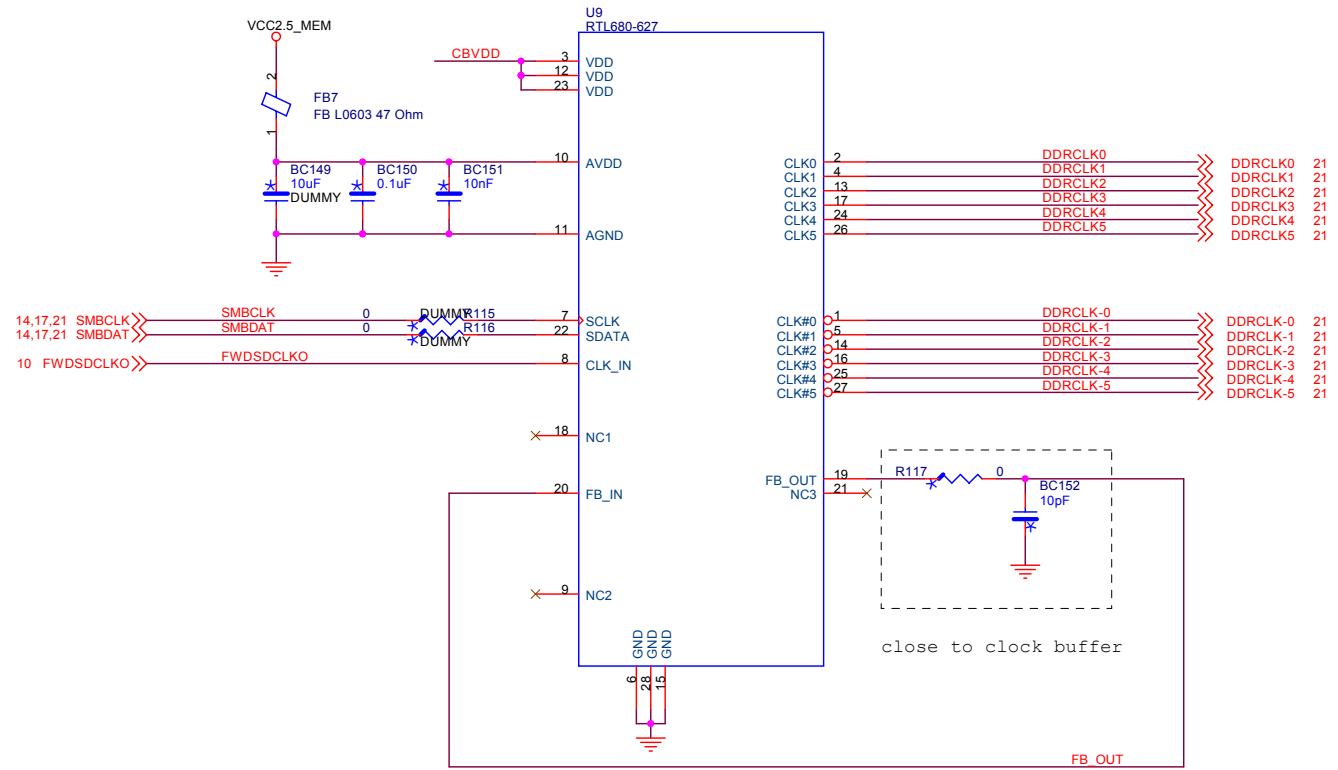 U9
RTL680-627
VCC2.5_MEM
CBVDD
3 VDD
12 VDD
23 VDD
2
FB7
FB L0603 47 Ohm
1
10 AVDD
BC149
10uF
DUMMY
BC150
0.1uF
BC151
10nF
11 AGND
CLK0 2 DDRCLK0 DDRCLK0 21
CLK1 4 DDRCLK1 DDRCLK1 21
CLK2 13 DDRCLK2 DDRCLK2 21
CLK3 17 DDRCLK3 DDRCLK3 21
CLK4 24 DDRCLK4 DDRCLK4 21
CLK5 26 DDRCLK5 DDRCLK5 21
14,17,21 SMBCLK SMBCLK 0 DUMMY R115 7 SCLK
14,17,21 SMBDAT SMBDAT 0 R116 22 SDATA
DUMMY
10 FWDSDCLKO FWDSDCLKO 8 CLK_IN
CLK#0 1 DDRCLK-0 DDRCLK-0 21
CLK#1 5 DDRCLK-1 DDRCLK-1 21
CLK#2 14 DDRCLK-2 DDRCLK-2 21
CLK#3 16 DDRCLK-3 DDRCLK-3 21
CLK#4 25 DDRCLK-4 DDRCLK-4 21
CLK#5 27 DDRCLK-5 DDRCLK-5 21
18 NC1
20 FB_IN
FB_OUT 19 R117 0
NC3 21
BC152
10pF
9 NC2
close to clock buffer
GND GND GND
6 28 15
FB_OUT